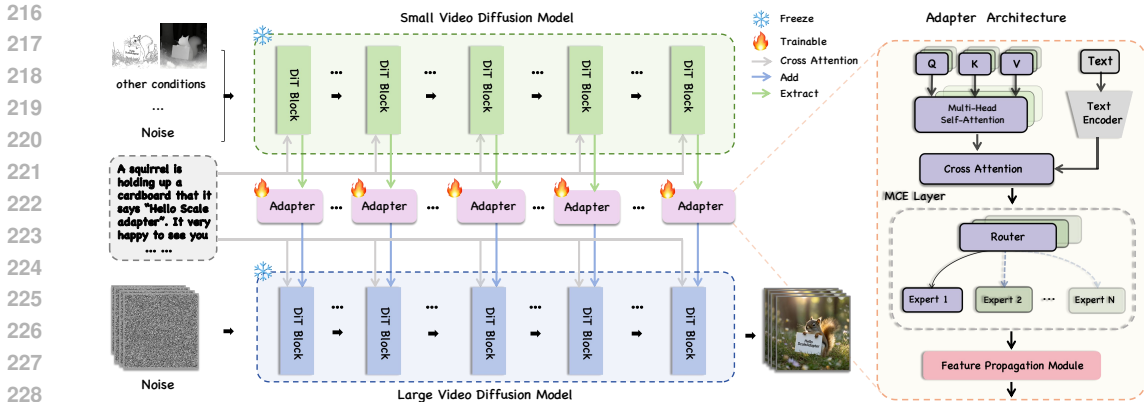 216
217
218
219
220
221
222
223
224
225
226
227
228
Small Video Diffusion Model
other conditions
...
Noise
DiT Block
...
DiT Block
...
DiT Block
...
DiT Block
...
DiT Block
Freeze
Trainable
Cross Attention
Add
Extract
A squirrel is
holding up a
cardboard that it
says "Hello Scale
adapter". It very
happy to see you
... ...
Adapter
...
Adapter
...
Adapter
...
Adapter
...
Adapter
Noise
DiT Block
...
DiT Block
...
DiT Block
...
DiT Block
...
DiT Block
Large Video Diffusion Model
Adapter Architecture
Q
K
V
Text
Multi-Head
Self-Attention
Text
Encoder
Cross Attention
MCE Layer
Router
Expert 1
Expert 2
...
Expert N
Feature Propagation Module